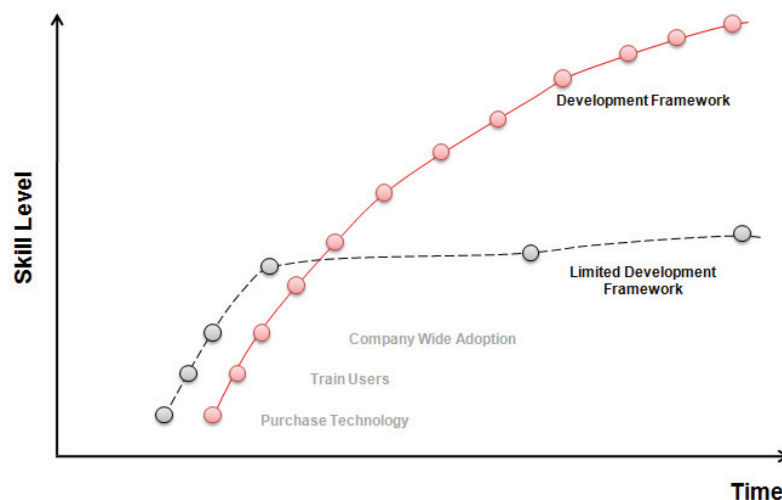 Skill Level
Development Framework
Limited Development
Framework
Company Wide Adoption
Train Users
Purchase Technology
Time